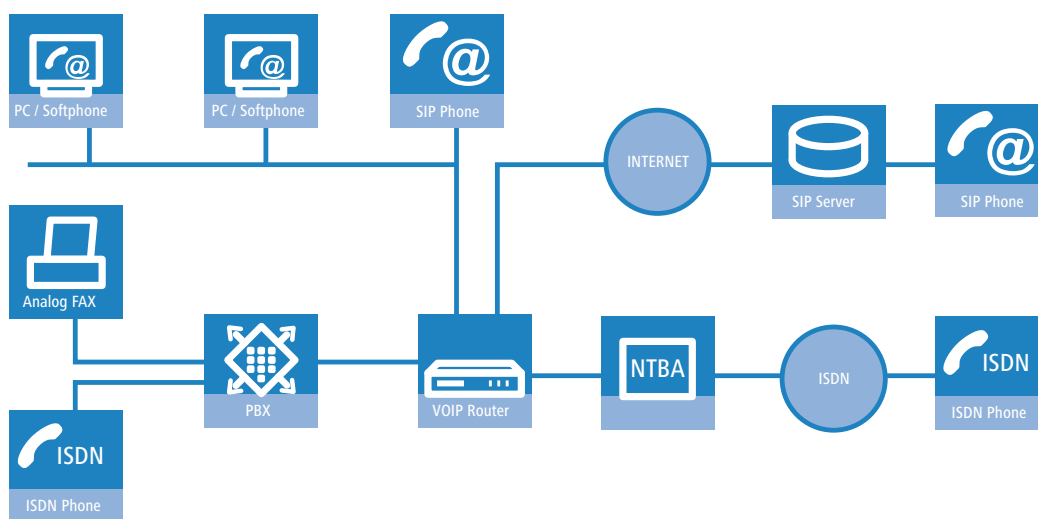 @
PC / Softphone
@
PC / Softphone
@
SIP Phone
INTERNET
SIP Server
@
SIP Phone
Analog FAX
PBX
VOIP Router
NTBA
ISDN
ISDN
ISDN Phone
ISDN
ISDN Phone